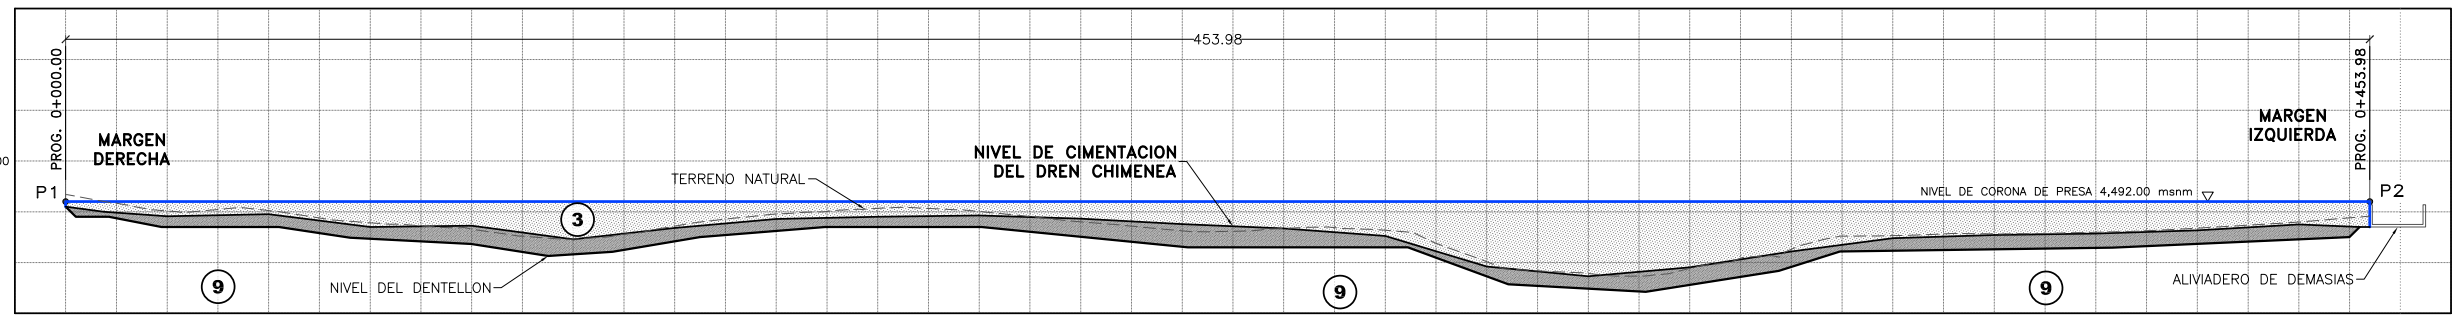 453.98
PROG. 0+000.00
PROG. 0+453.98
MARGEN
DERECHA
MARGEN
IZQUIERDA
00
NIVEL DE CIMENTACION
DEL DREN CHIMENEA
TERRENO NATURAL
P1
NIVEL DE CORONA DE PRESA 4,492.00 msnm
P2
3
9
NIVEL DEL DENTELLON
9
9
ALIVIADERO DE DEMASIAS